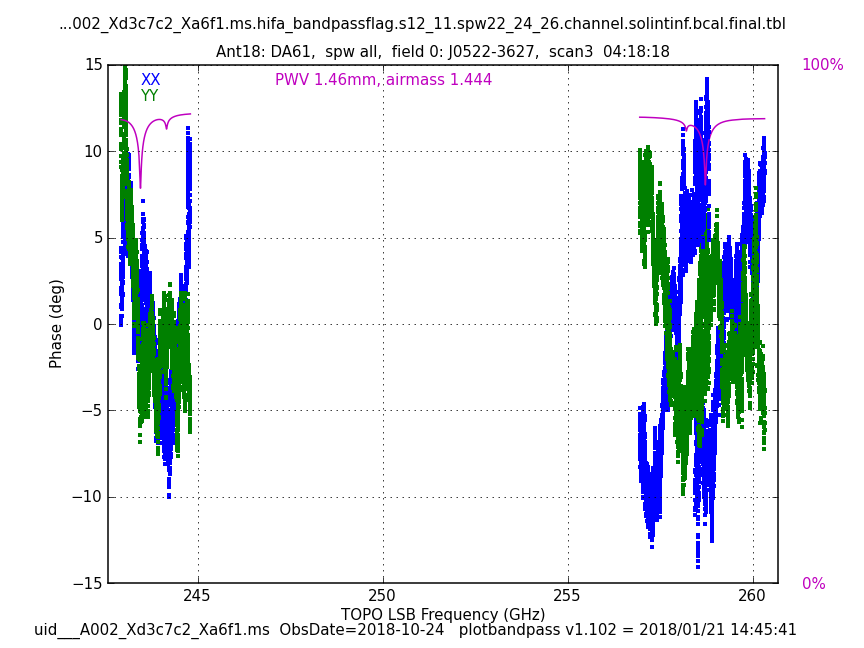 ...002_Xd3c7c2_Xa6f1.ms.hifa_bandpassflag.s12_11.spw22_24_26.channel.solintinf.bcal.final.tbl
Ant18: DA61,  spw all,  field 0: J0522-3627,  scan3  04:18:18
15 100%
XX PWV 1.46mm, airmass 1.444
YY
10
5
Phase (deg)
0
−5
−10
−15 0%
245 250 255 260
TOPO LSB Frequency (GHz)
uid___A002_Xd3c7c2_Xa6f1.ms  ObsDate=2018-10-24   plotbandpass v1.102 = 2018/01/21 14:45:41